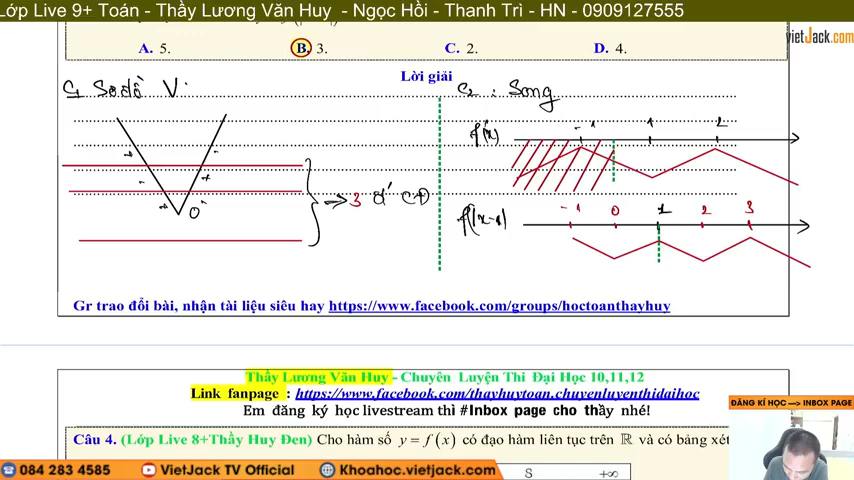 Lớp Live 9+ Toán - Thầy Lương Văn Huy - Ngọc Hồi - Thanh Trì - HN - 0909127555
vietJack.com
A. 5. B. 3. C. 2. D. 4.
Lời giải
C1 Sơ đồ V.
C2 : Song
f'(x) -1 1 2
O
=> 3 đ' CĐ
f(|x-1|) -1 0 1 2 3
Gr trao đổi bài, nhận tài liệu siêu hay https://www.facebook.com/groups/hoctoanthayhuy
Thầy Lương Văn Huy - Chuyên Luyện Thi Đại Học 10,11,12
Link fanpage : https://www.facebook.com/thayhuytoan.chuyenluyenthidaihoc
Em đăng ký học livestream thì #Inbox page cho thầy nhé!
ĐĂNG KÍ HỌC ---> INBOX PAGE
Câu 4. (Lớp Live 8+Thầy Huy Đen) Cho hàm số y = f(x) có đạo hàm liên tục trên ℝ và có bảng xét
084 283 4585 VietJack TV Official Khoahoc.vietjack.com
8 +∞